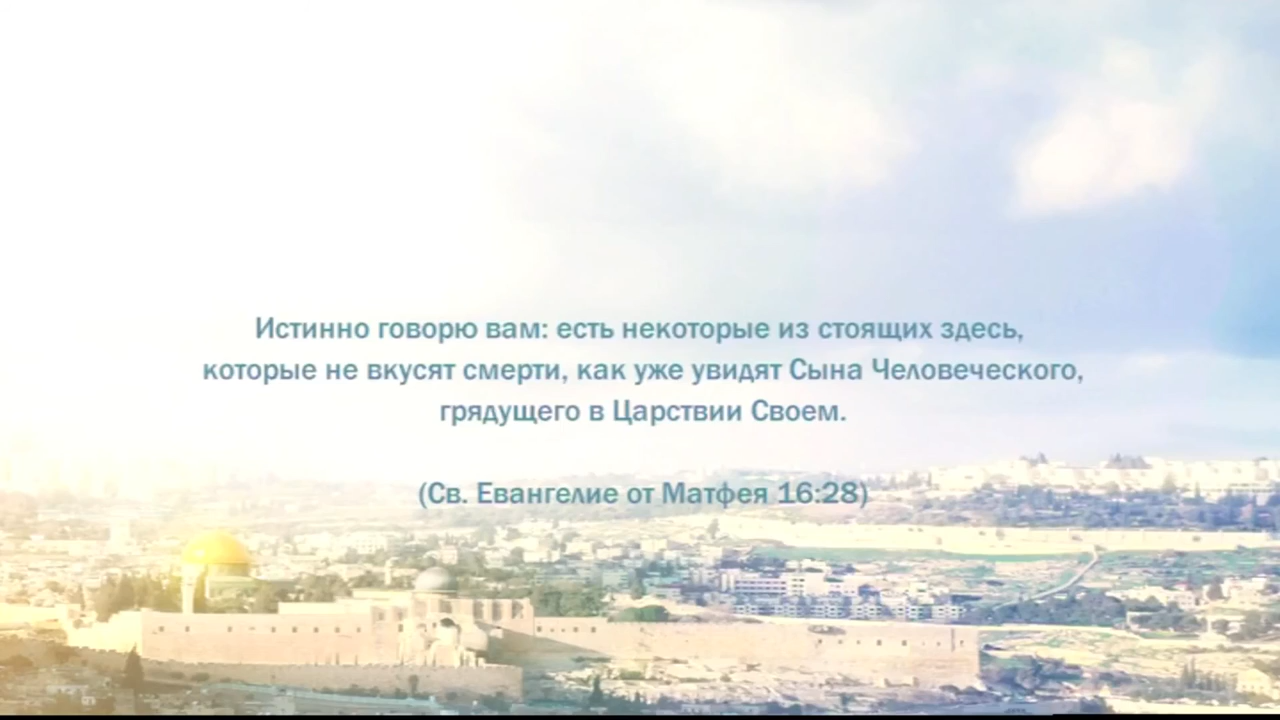 Истинно говорю вам: есть некоторые из стоящих здесь,
которые не вкусят смерти, как уже увидят Сына Человеческого,
грядущего в Царствии Своем.
(Св. Евангелие от Матфея 16:28)